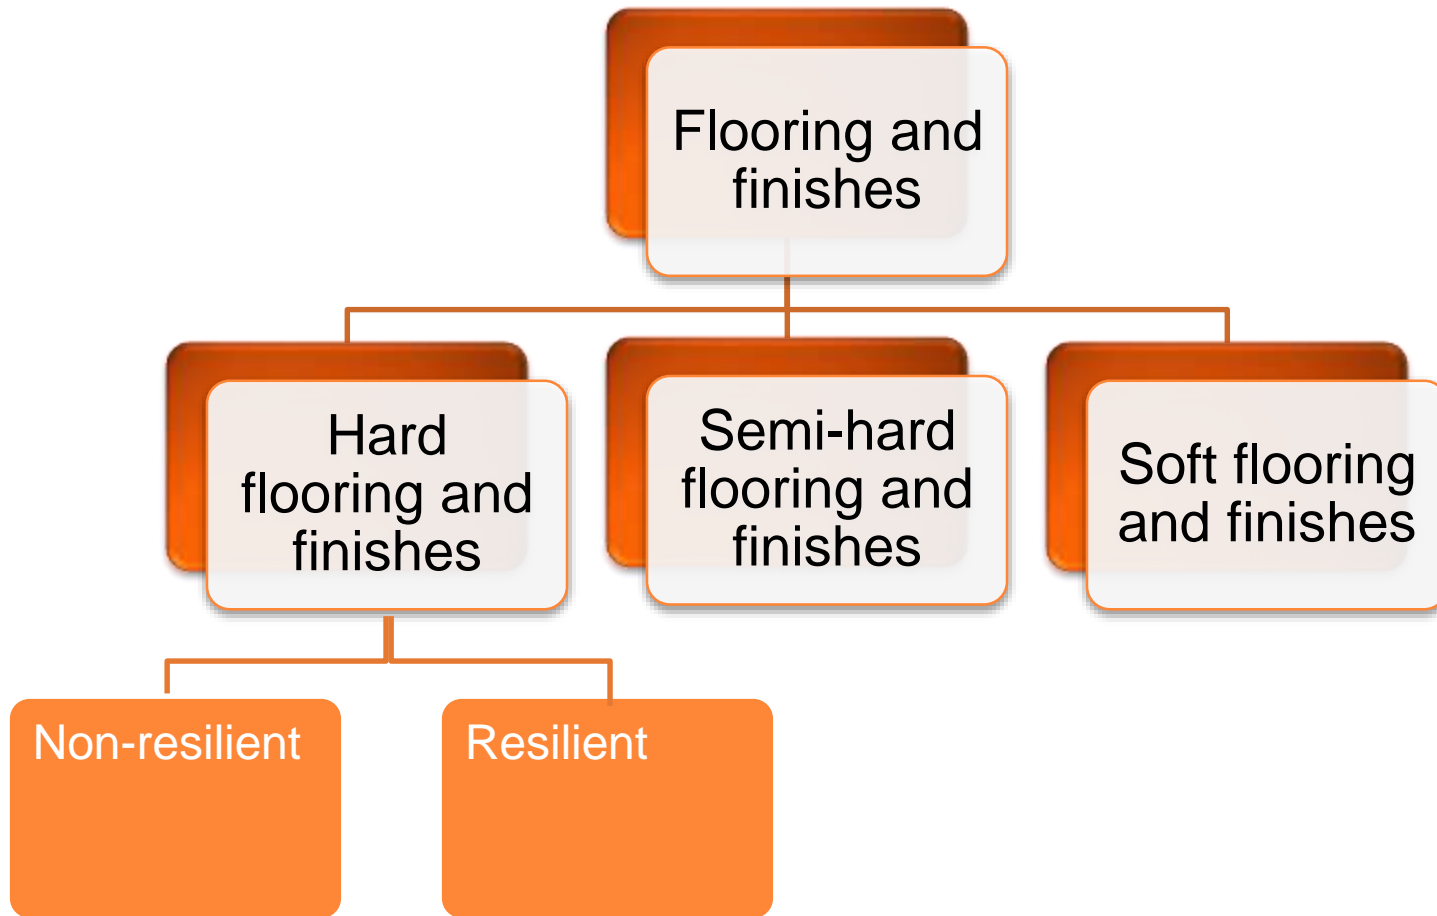 Flooring and
finishes
Hard
flooring and
finishes
Semi-hard
flooring and
finishes
Soft flooring
and finishes
Non-resilient
Resilient